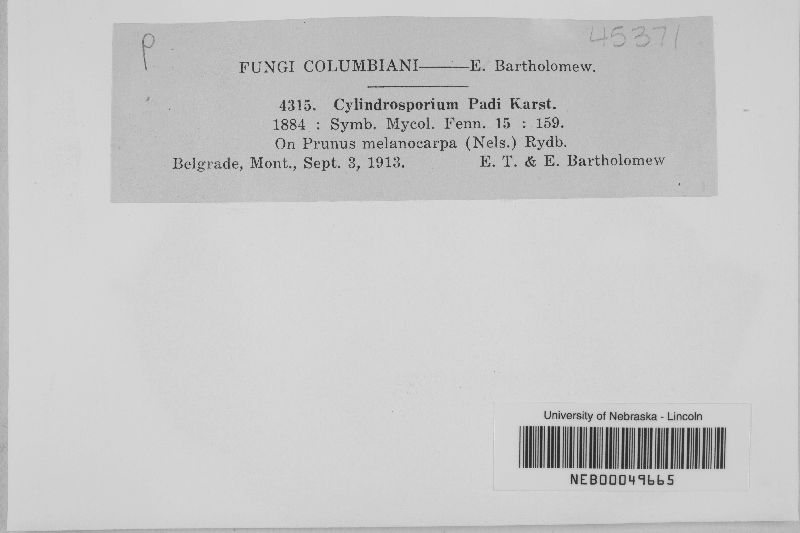 P
45371
FUNGI COLUMBIANI——E. Bartholomew.
4315. Cylindrosporium Padi Karst.
1884 : Symb. Mycol. Fenn. 15 : 159.
On Prunus melanocarpa (Nels.) Rydb.
Belgrade, Mont., Sept. 3, 1913. E. T. & E. Bartholomew
University of Nebraska - Lincoln
NEB00049665